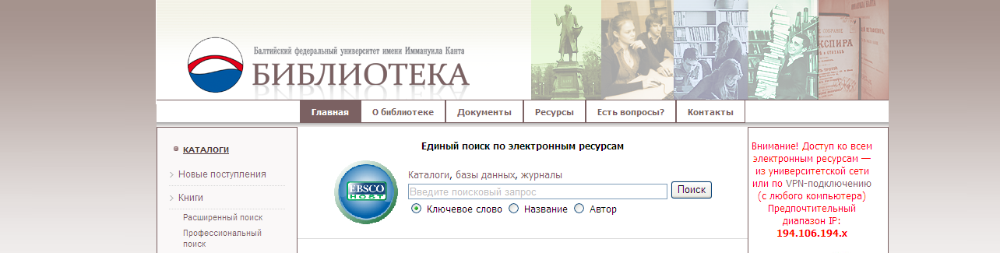 Балтийский федеральный университет имени Иммануила Канта
БИБЛИОТЕКА
Главная
О библиотеке
Документы
Ресурсы
Есть вопросы?
Контакты
КАТАЛОГИ
Новые поступления
Книги
Расширенный поиск
Профессиональный
поиск
Единый поиск по электронным ресурсам
EBSCO
HOST
Каталоги, базы данных, журналы
Введите поисковый запрос
Поиск
Ключевое слово
Название
Автор
Внимание! Доступ ко всем
электронным ресурсам —
из университетской сети
или по VPN-подключению
(с любого компьютера)
Предпочтительный
диапазон IP:
194.106.194.x